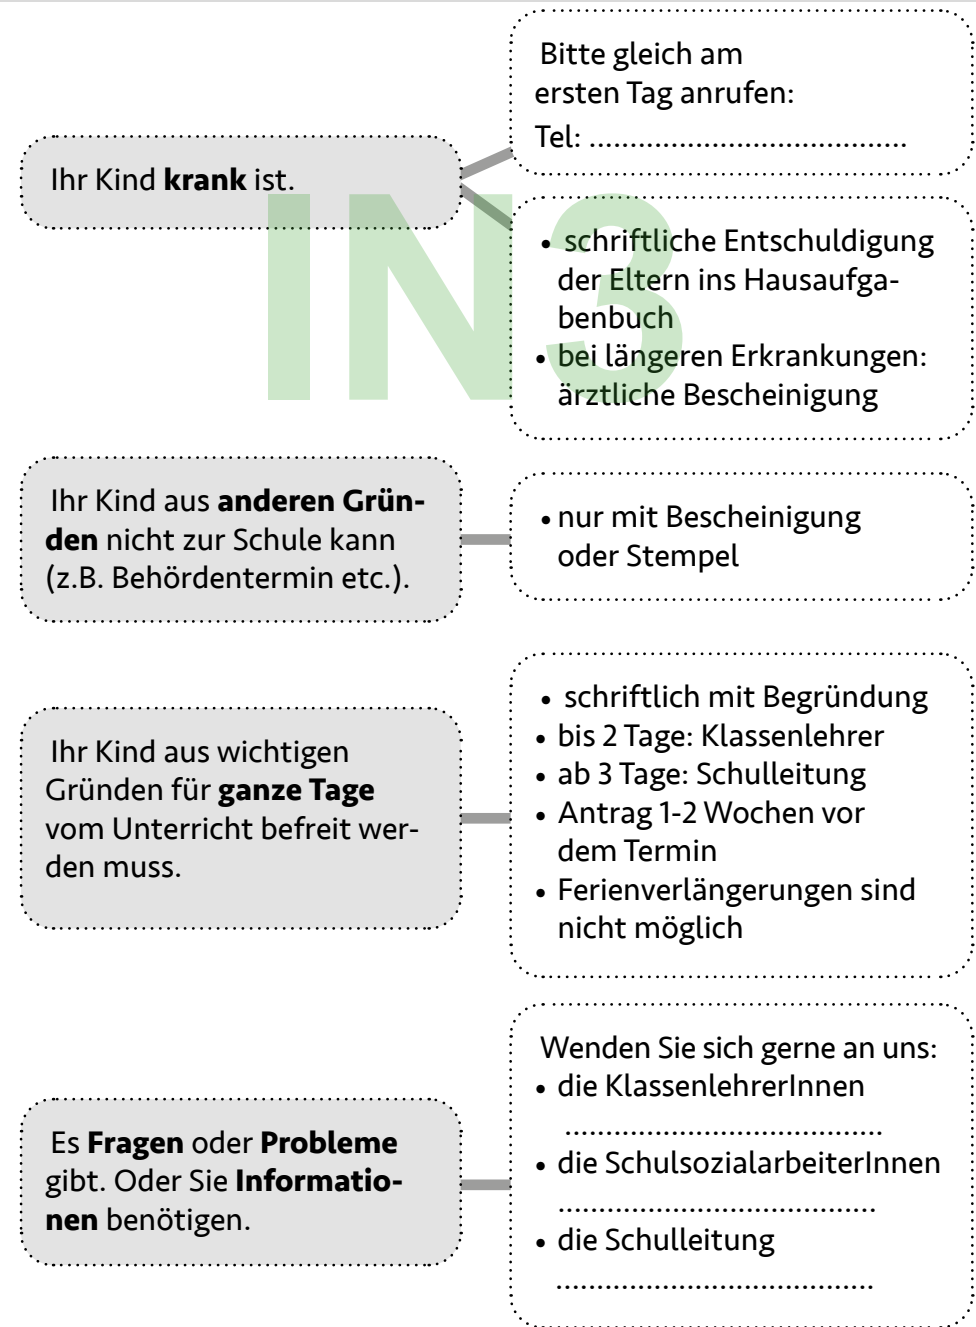 Bitte gleich am
ersten Tag anrufen:
Tel: .......................................
Ihr Kind krank ist.
IN3
• schriftliche Entschuldigung
der Eltern ins Hausaufga-
benbuch
• bei längeren Erkrankungen:
ärztliche Bescheinigung
Ihr Kind aus anderen Grün-
den nicht zur Schule kann
(z.B. Behördentermin etc.).
• nur mit Bescheinigung
oder Stempel
Ihr Kind aus wichtigen
Gründen für ganze Tage
vom Unterricht befreit wer-
den muss.
• schriftlich mit Begründung
• bis 2 Tage: Klassenlehrer
• ab 3 Tage: Schulleitung
• Antrag 1-2 Wochen vor
dem Termin
• Ferienverlängerungen sind
nicht möglich
Es Fragen oder Probleme
gibt. Oder Sie Informatio-
nen benötigen.
Wenden Sie sich gerne an uns:
• die KlassenlehrerInnen
.......................................
• die SchulsozialarbeiterInnen
.......................................
• die Schulleitung
.......................................